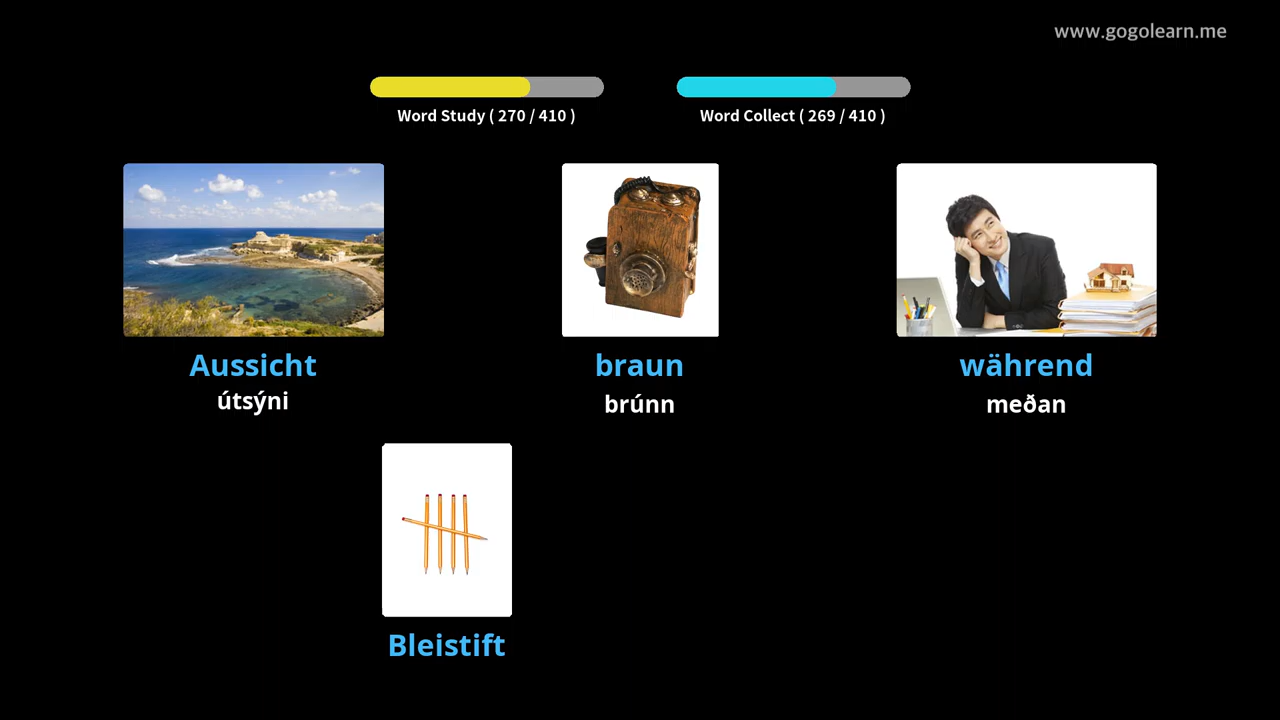 www.gogolearn.me
Word Study ( 270 / 410 )
Word Collect ( 269 / 410 )
Aussicht
útsýni
braun
brúnn
während
meðan
Bleistift